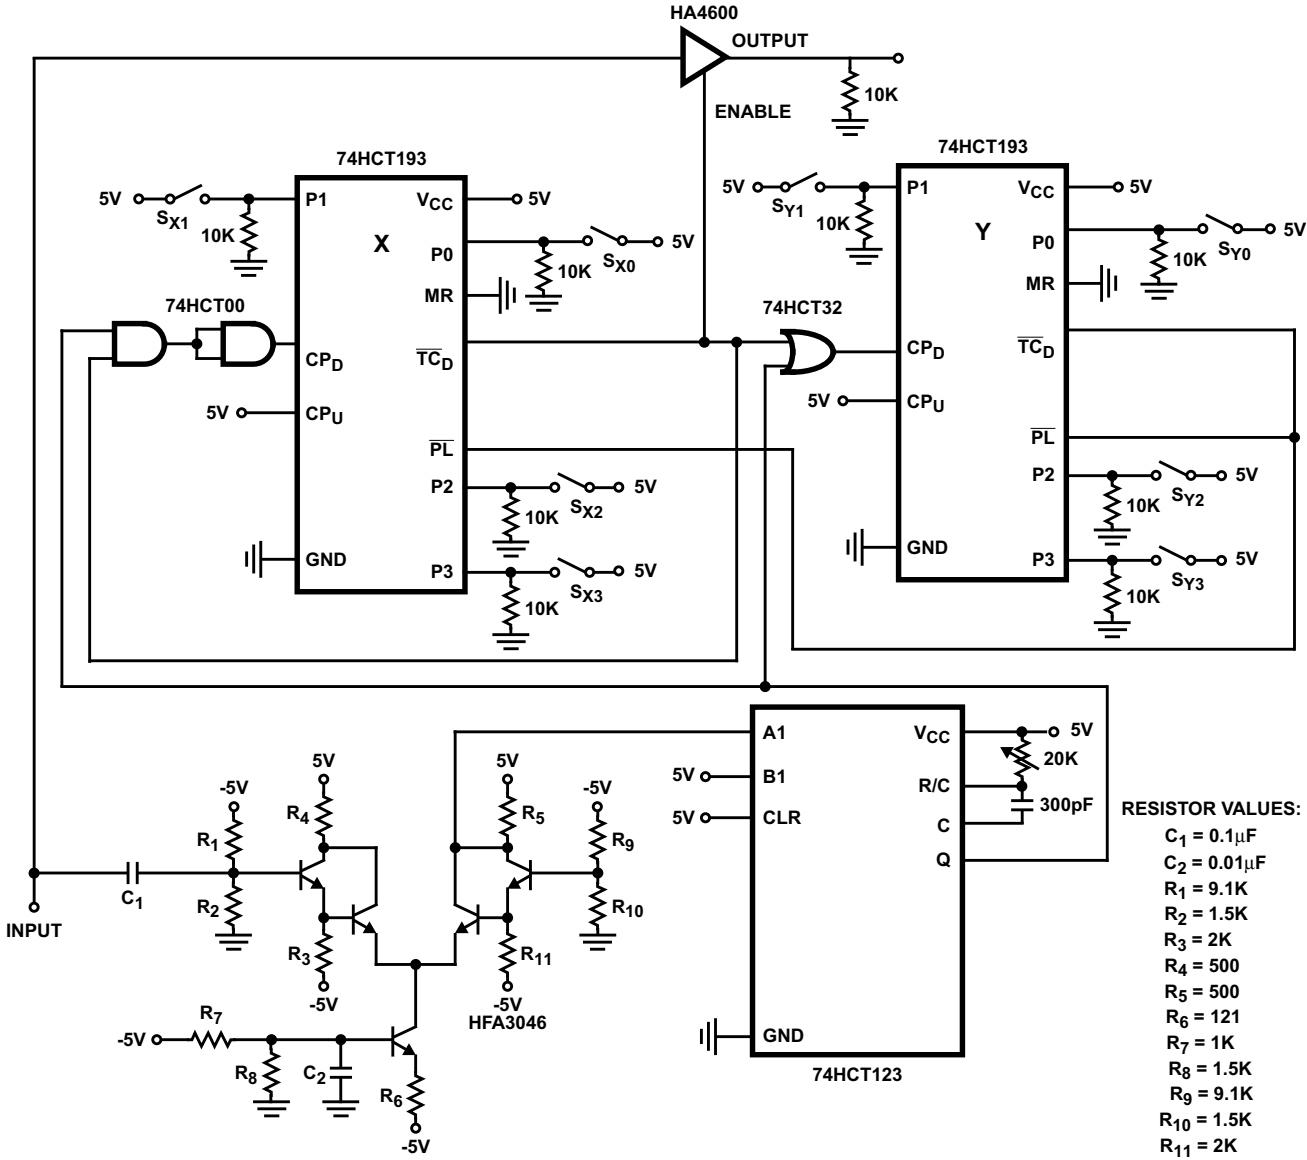 HA4600
OUTPUT
10K
ENABLE
74HCT193
5V
SX1
10K
P1
X
VCC
5V
P0
10K
SX0
5V
MR
74HCT00
CPD
TCD
5V
CPU
PL
P2
10K
SX2
5V
GND
P3
10K
SX3
5V
74HCT193
5V
SY1
10K
P1
Y
VCC
5V
P0
10K
SY0
5V
MR
74HCT32
CPD
TCD
5V
CPU
PL
P2
10K
SY2
5V
GND
P3
10K
SY3
5V
A1
VCC
5V
20K
5V
B1
R/C
300pF
5V
CLR
C
Q
GND
74HCT123
INPUT
C1
-5V
R1
R2
5V
R4
R3
-5V
5V
R5
R11
-5V
HFA3046
-5V
R9
R10
-5V
R7
R8
C2
R6
-5V
RESISTOR VALUES:
C1 = 0.1μF
C2 = 0.01μF
R1 = 9.1K
R2 = 1.5K
R3 = 2K
R4 = 500
R5 = 500
R6 = 121
R7 = 1K
R8 = 1.5K
R9 = 9.1K
R10 = 1.5K
R11 = 2K